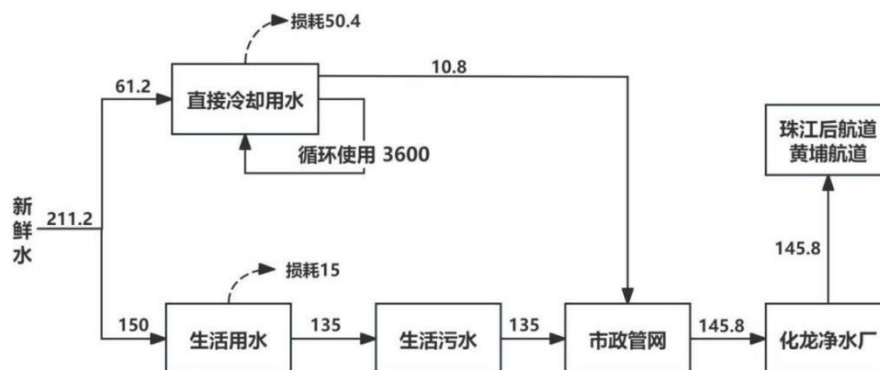 损耗50.4
10.8
61.2
直接冷却用水
循环使用 3600
珠江后航道
黄埔航道
新
鲜
水
211.2
145.8
损耗15
150
生活用水
135
生活污水
135
市政管网
145.8
化龙净水厂